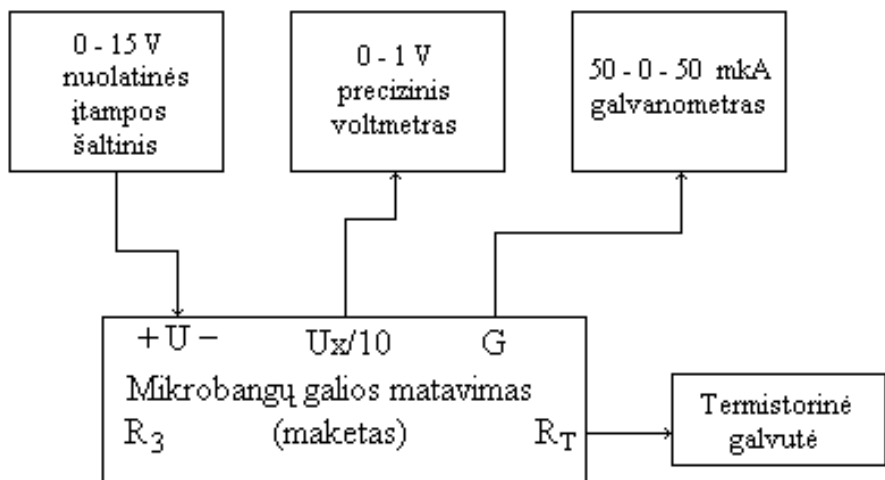 0 - 15 V
nuolatinės
įtampos
šaltinis
0 - 1 V
precizinis
voltmetras
50 - 0 - 50 mkA
galvanometras
+ U −
Ux/10
G
Mikrobangų galios matavimas
R3
(maketas)
RT
Termistorinė
galvutė